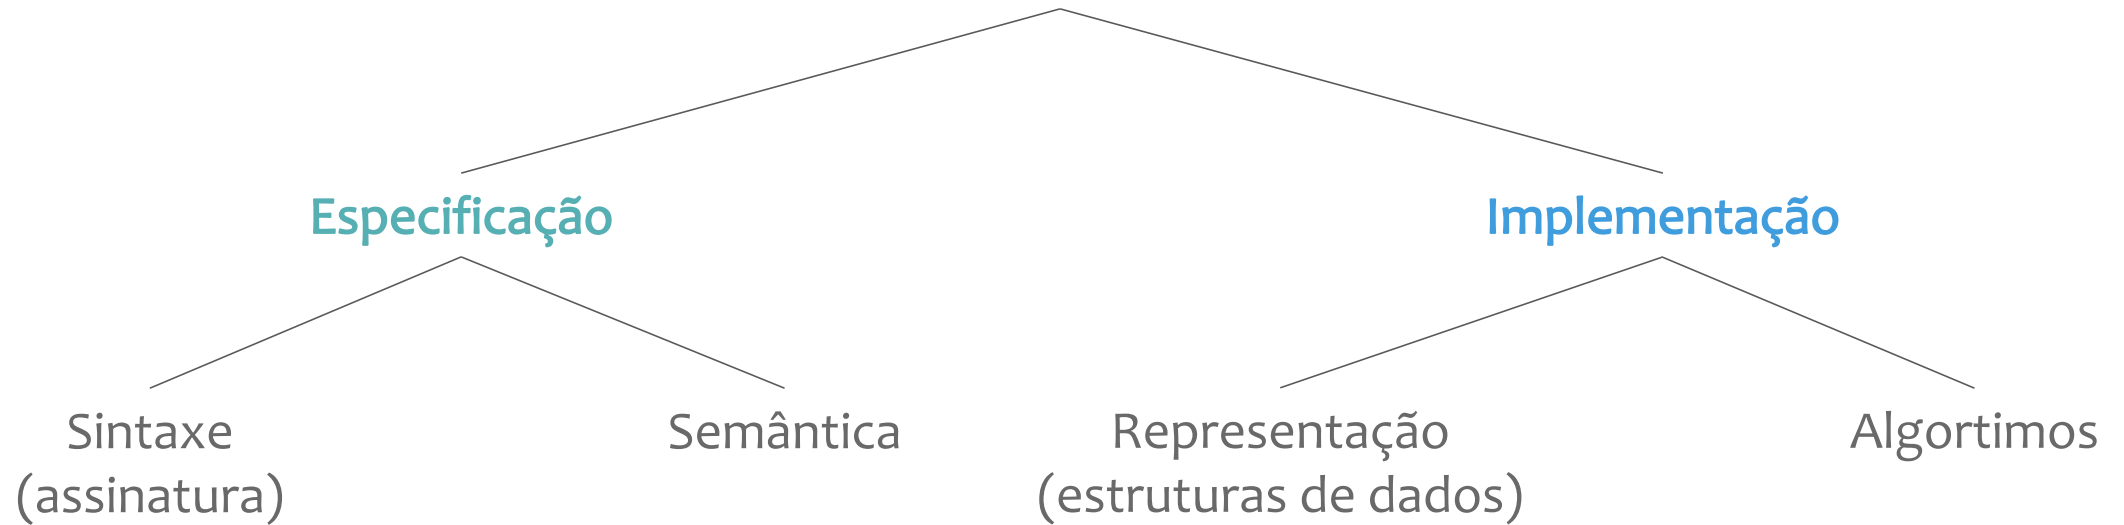 Especificação
Implementação
Sintaxe
(assinatura)
Semântica
Representação
(estruturas de dados)
Algortimos